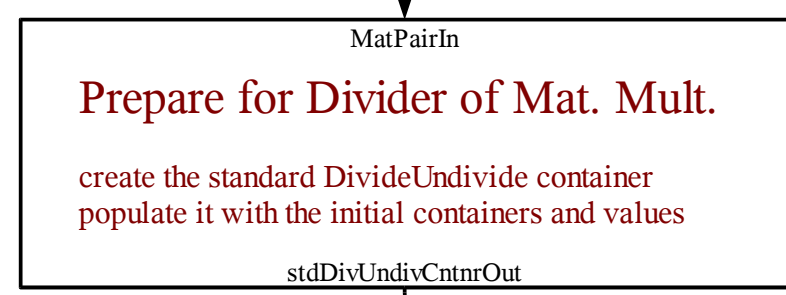 MatPairIn
Prepare for Divider of Mat. Mult.
create the standard DivideUndivide container
populate it with the initial containers and values
stdDivUndivCntnrOut